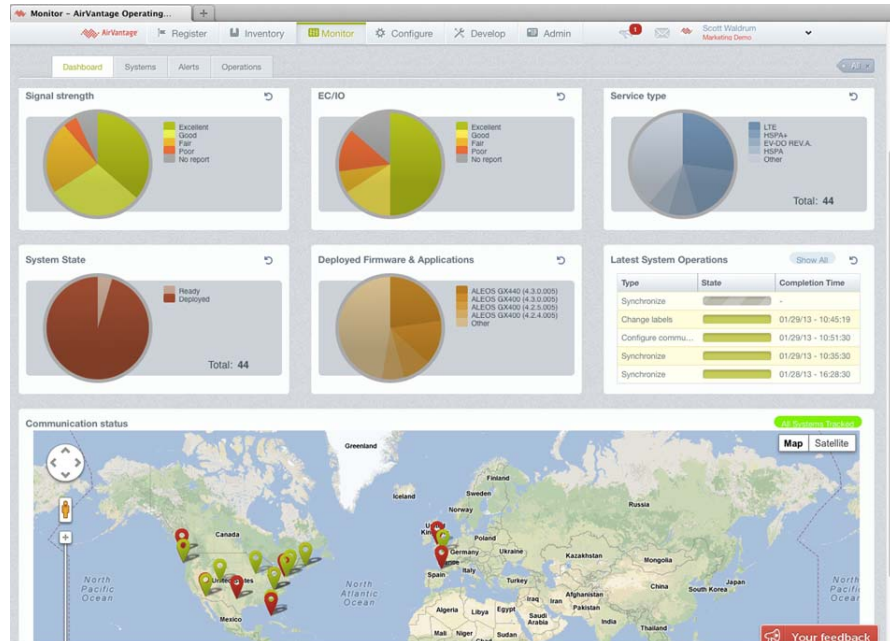 Monitor - AirVantage Operating...
AirVantage Register Inventory Monitor Configure Develop Admin 1 Scott Waldrum
Marketing Demo
Dashboard Systems Alerts Operations
Signal strength
Excellent
Good
Fair
Poor
No report
EC/IO
Excellent
Good
Fair
Poor
No report
Service type
LTE
HSPA+
EV-DO REV.A.
HSPA
Other
Total: 44
System State
Ready
Deployed
Total: 44
Deployed Firmware & Applications
ALEOS GX440 (4.3.0.005)
ALEOS GX400 (4.3.0.005)
ALEOS GX400 (4.2.5.005)
ALEOS GX400 (4.2.4.005)
Other
Latest System Operations Show All
Type State Completion Time
Synchronize -
Change labels 01/29/13 - 10:45:19
Configure commu... 01/29/13 - 10:51:30
Synchronize 01/29/13 - 10:35:30
Synchronize 01/28/13 - 16:28:30
Communication status
All Systems Tracked
Map Satellite
Greenland
Iceland
Finland
Sweden
Norway
Russia
Canada
Poland
Germany
Ukraine
Kazakhstan
Mongolia
Spain
Italy
Turkey
China
South Korea
Japan
North
Pacific
Ocean
United States
North
Atlantic
Ocean
Mexico
Algeria
Libya
Egypt
Iraq
Iran
Afghanistan
Pakistan
Saudi
Arabia
India
Thailand
Mali
Niger
Chad
Sudan
Your feedback